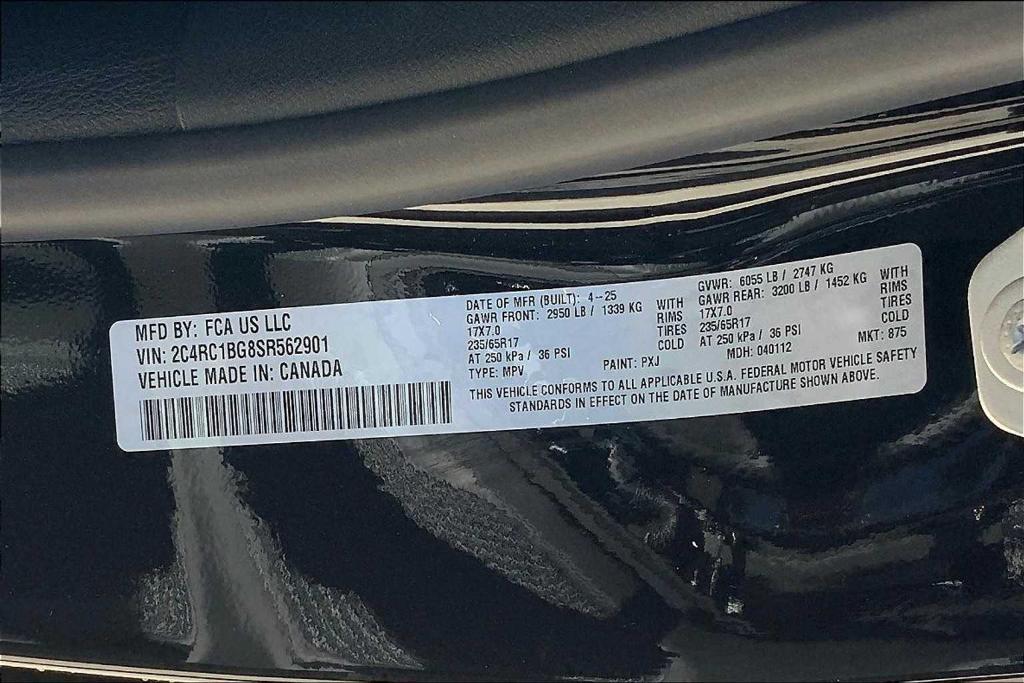 MFD BY: FCA US LLC
VIN: 2C4RC1BG8SR562901
VEHICLE MADE IN: CANADA
DATE OF MFR (BUILT): 4-25
GAWR FRONT: 2950 LB / 1339 KG WITH
17X7.0 RIMS
235/65R17 TIRES
AT 250 kPa / 36 PSI COLD
TYPE: MPV
PAINT: PXJ
GVWR: 6055 LB / 2747 KG
GAWR REAR: 3200 LB / 1452 KG WITH
17X7.0 RIMS
235/65R17 TIRES
AT 250 kPa / 36 PSI COLD
MDH: 040112
MKT: 875
THIS VEHICLE CONFORMS TO ALL APPLICABLE U.S.A. FEDERAL MOTOR VEHICLE SAFETY
STANDARDS IN EFFECT ON THE DATE OF MANUFACTURE SHOWN ABOVE.